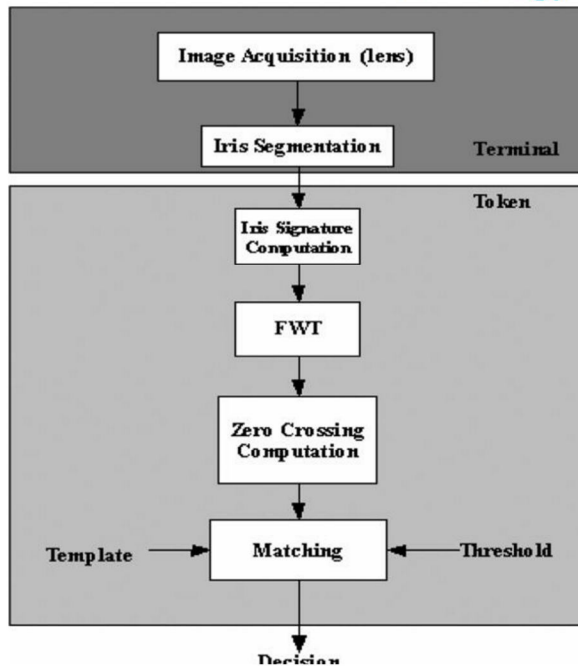 Image Acquisition (lens)
Iris Segmentation
Terminal
Token
Iris Signature
Computation
FWT
Zero Crossing
Computation
Template
Matching
Threshold
Decision